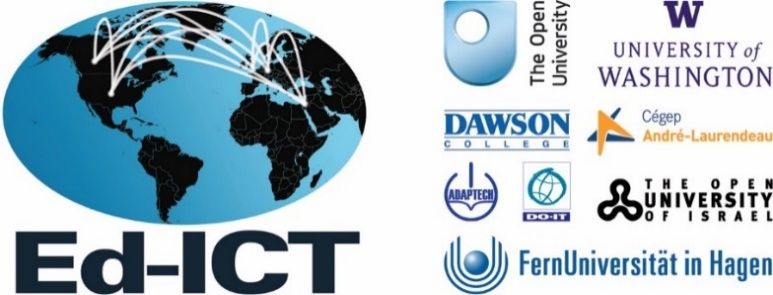 Ed-ICT
The Open
University
W
UNIVERSITY of
WASHINGTON
DAWSON
COLLEGE
Cégep
André-Laurendeau
ADAPTECH
DO-IT
THE OPEN
UNIVERSITY
OF ISRAEL
FernUniversität in Hagen